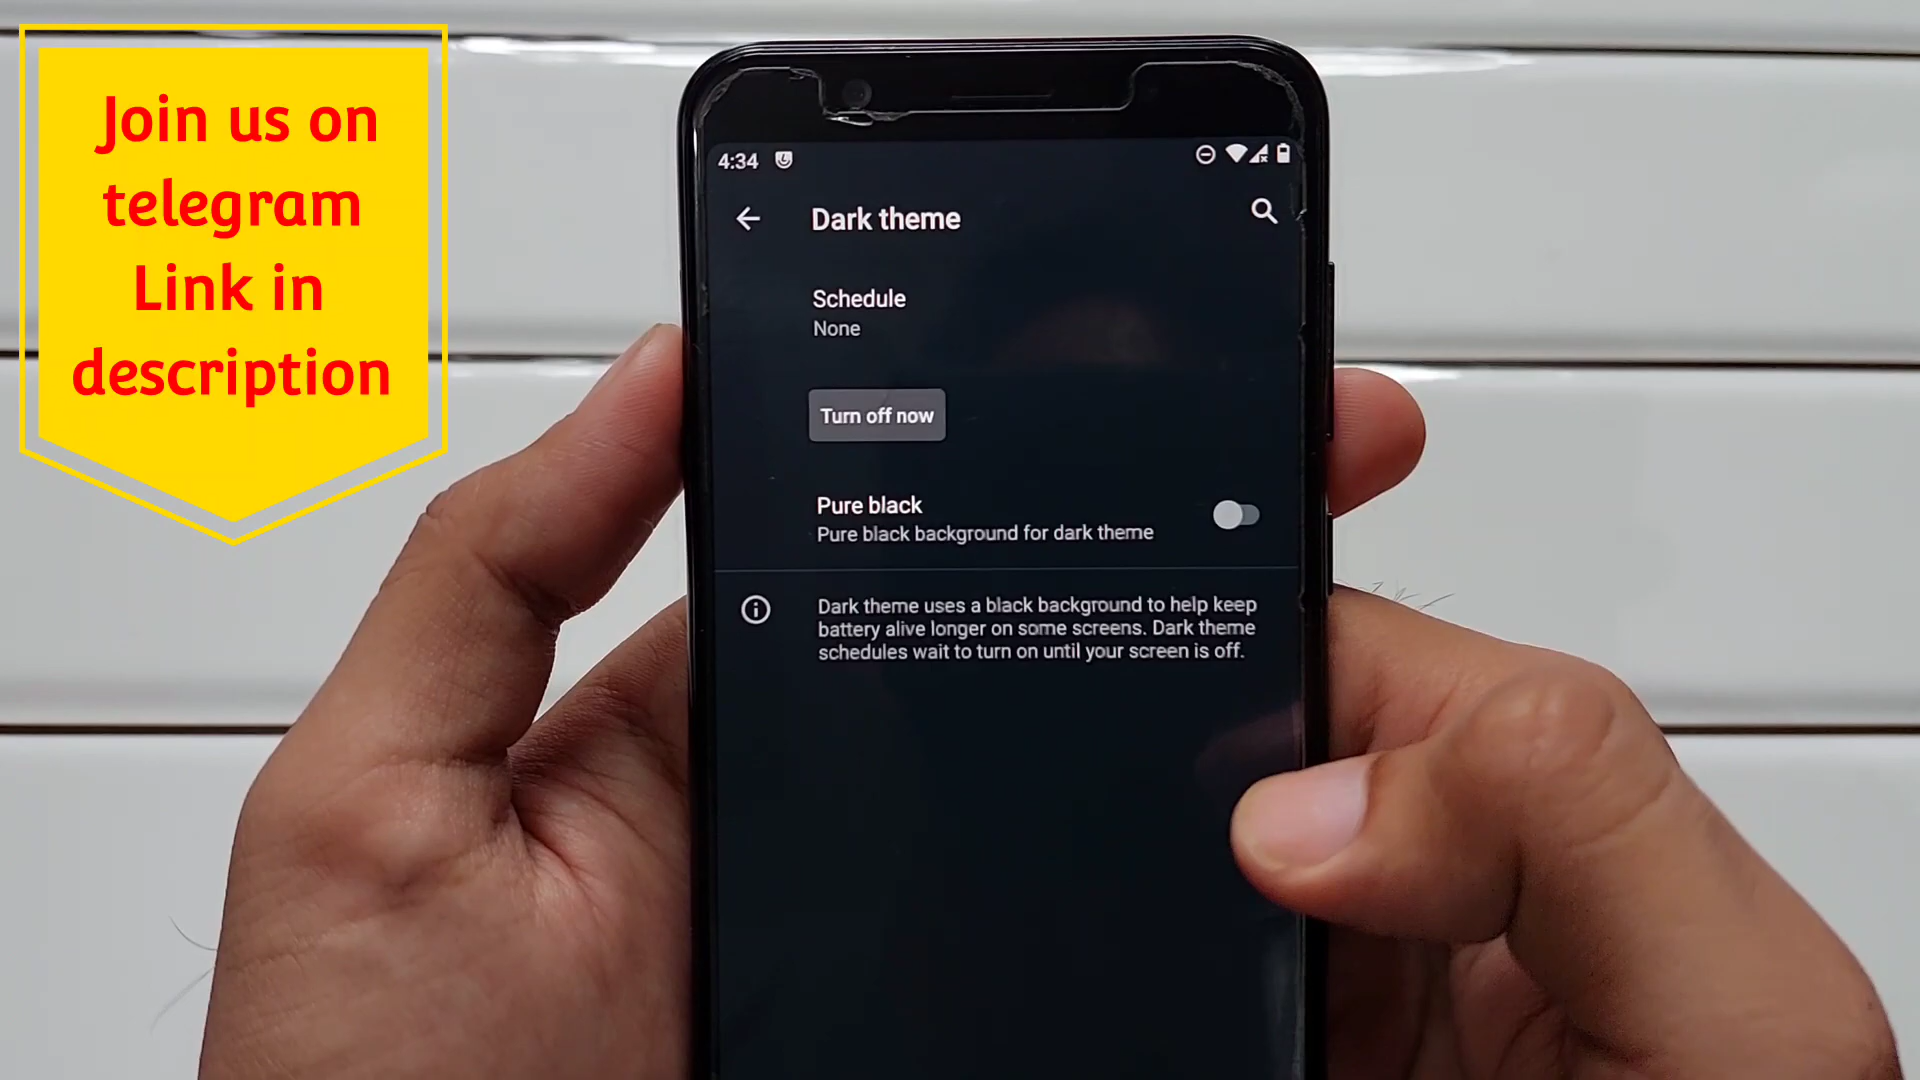 Join us on
telegram
Link in
description
4:34
Dark theme
Schedule
None
Turn off now
Pure black
Pure black background for dark theme
Dark theme uses a black background to help keep
battery alive longer on some screens. Dark theme
schedules wait to turn on until your screen is off.